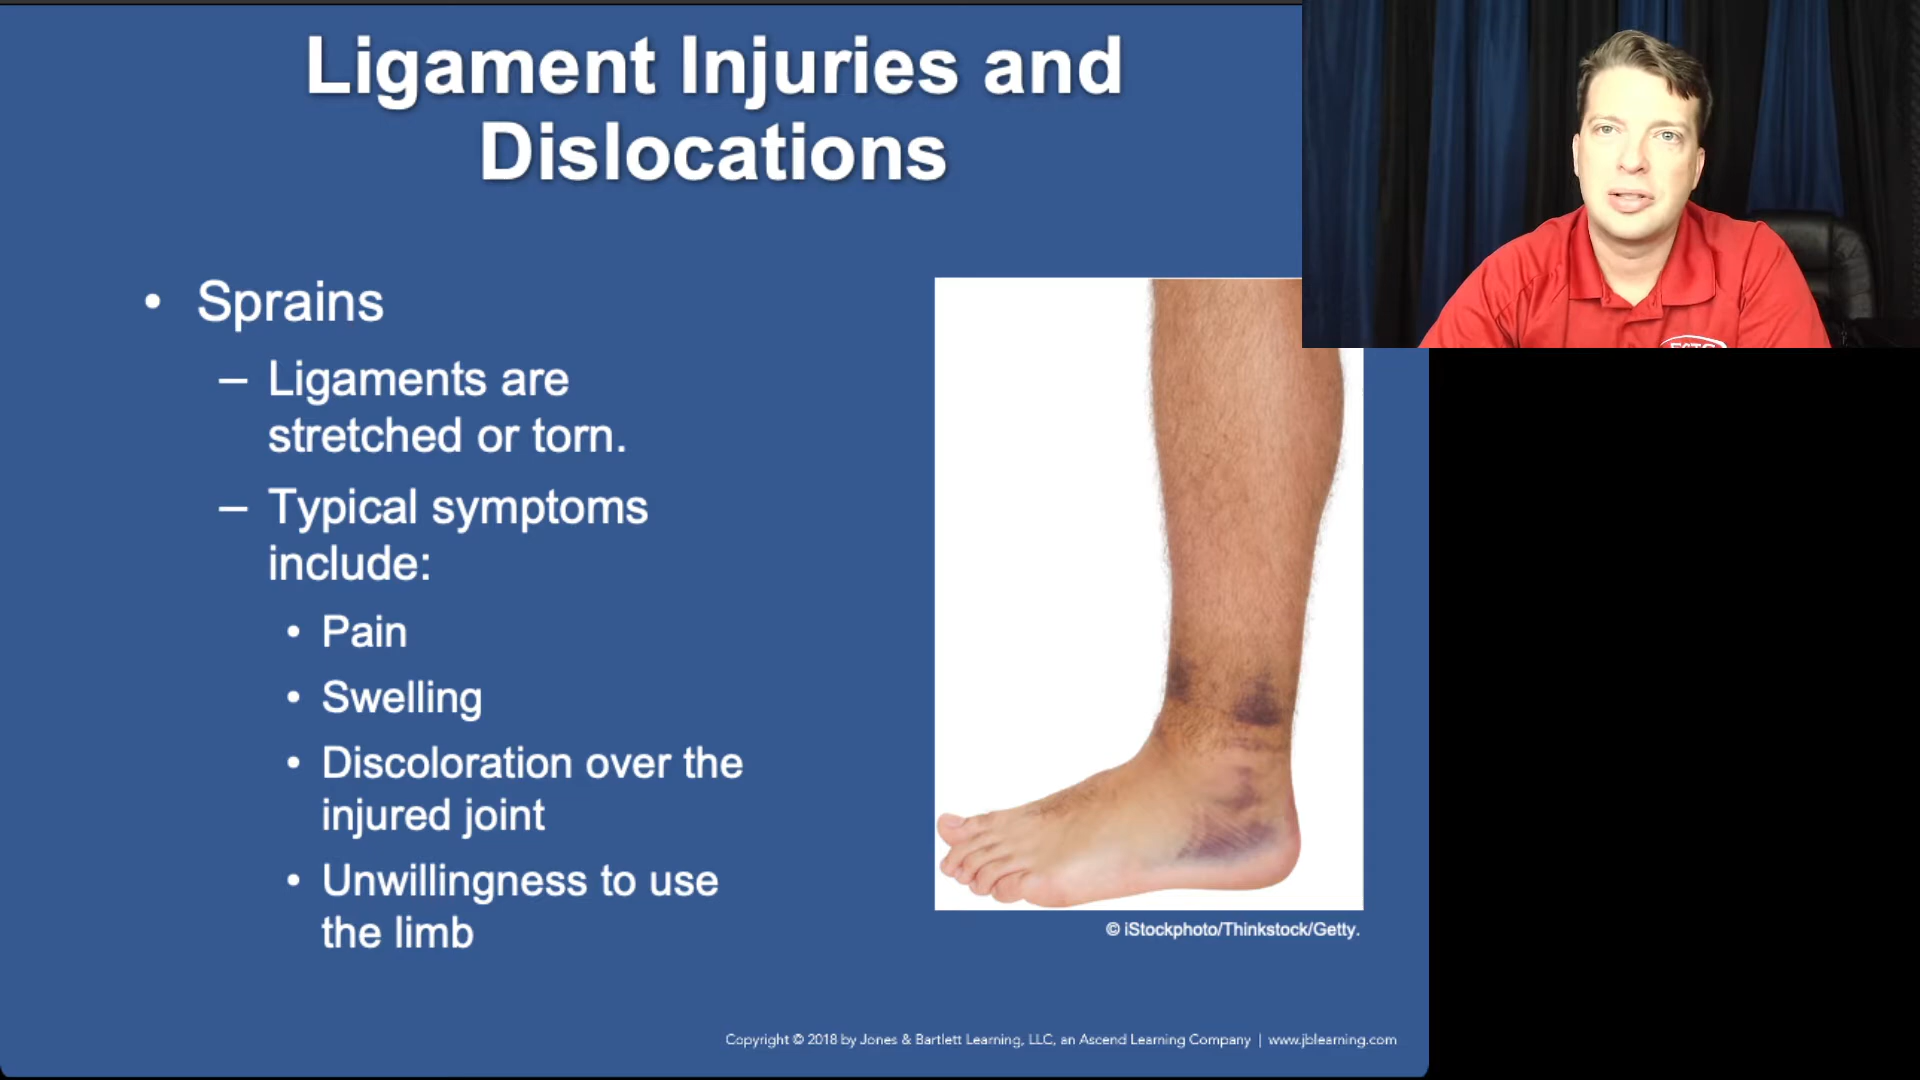 Ligament Injuries and
Dislocations
• Sprains
– Ligaments are
stretched or torn.
– Typical symptoms
include:
• Pain
• Swelling
• Discoloration over the
injured joint
• Unwillingness to use
the limb
© iStockphoto/Thinkstock/Getty.
Copyright © 2018 by Jones & Bartlett Learning, LLC, an Ascend Learning Company | www.jblearning.com